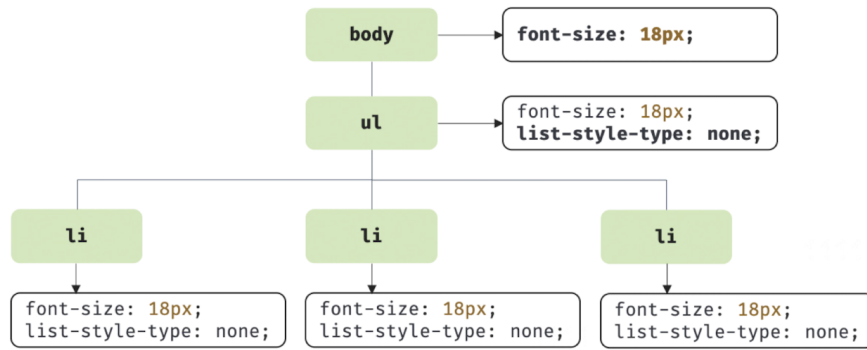 body
font-size: 18px;
ul
font-size: 18px;
list-style-type: none;
li
li
li
font-size: 18px;
list-style-type: none;
font-size: 18px;
list-style-type: none;
font-size: 18px;
list-style-type: none;